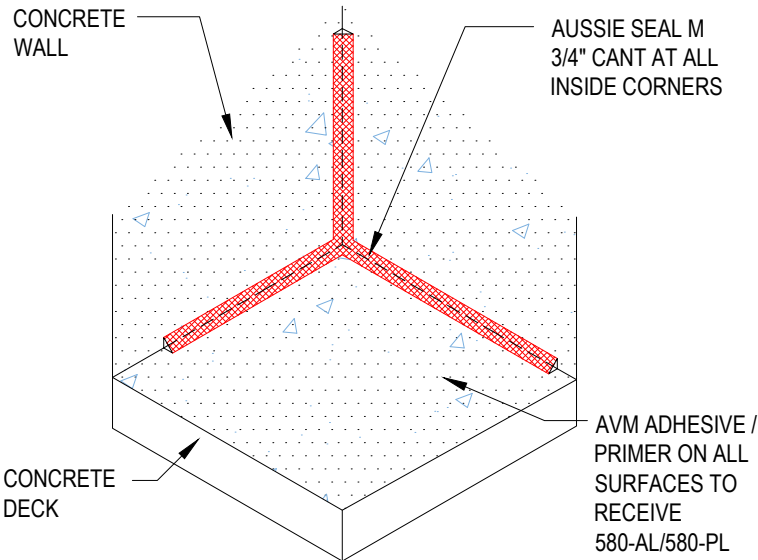 CONCRETE
WALL
AUSSIE SEAL M
3/4" CANT AT ALL
INSIDE CORNERS
CONCRETE
DECK
AVM ADHESIVE /
PRIMER ON ALL
SURFACES TO
RECEIVE
580-AL/580-PL